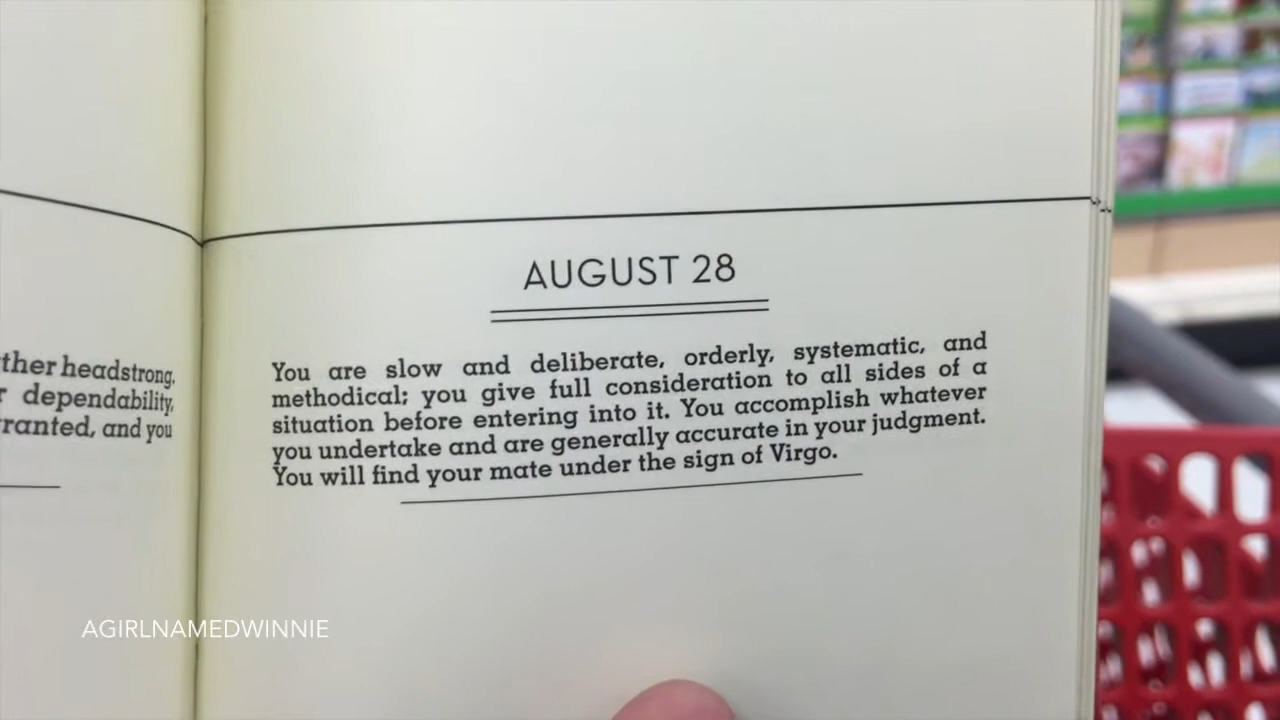 ther headstrong,
dependability,
ranted, and you
AUGUST 28
You are slow and deliberate, orderly, systematic, and
methodical; you give full consideration to all sides of a
situation before entering into it. You accomplish whatever
you undertake and are generally accurate in your judgment.
You will find your mate under the sign of Virgo.
AGIRLNAMEDWINNIE